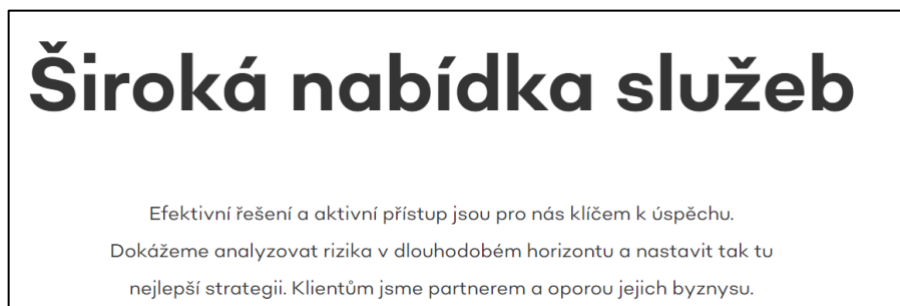 Široká nabídka služeb
Efektivní řešení a aktivní přístup jsou pro nás klíčem k úspěchu.
Dokážeme analyzovat rizika v dlouhodobém horizontu a nastavit tak tu
nejlepší strategii. Klientům jsme partnerem a oporou jejich byznysu.